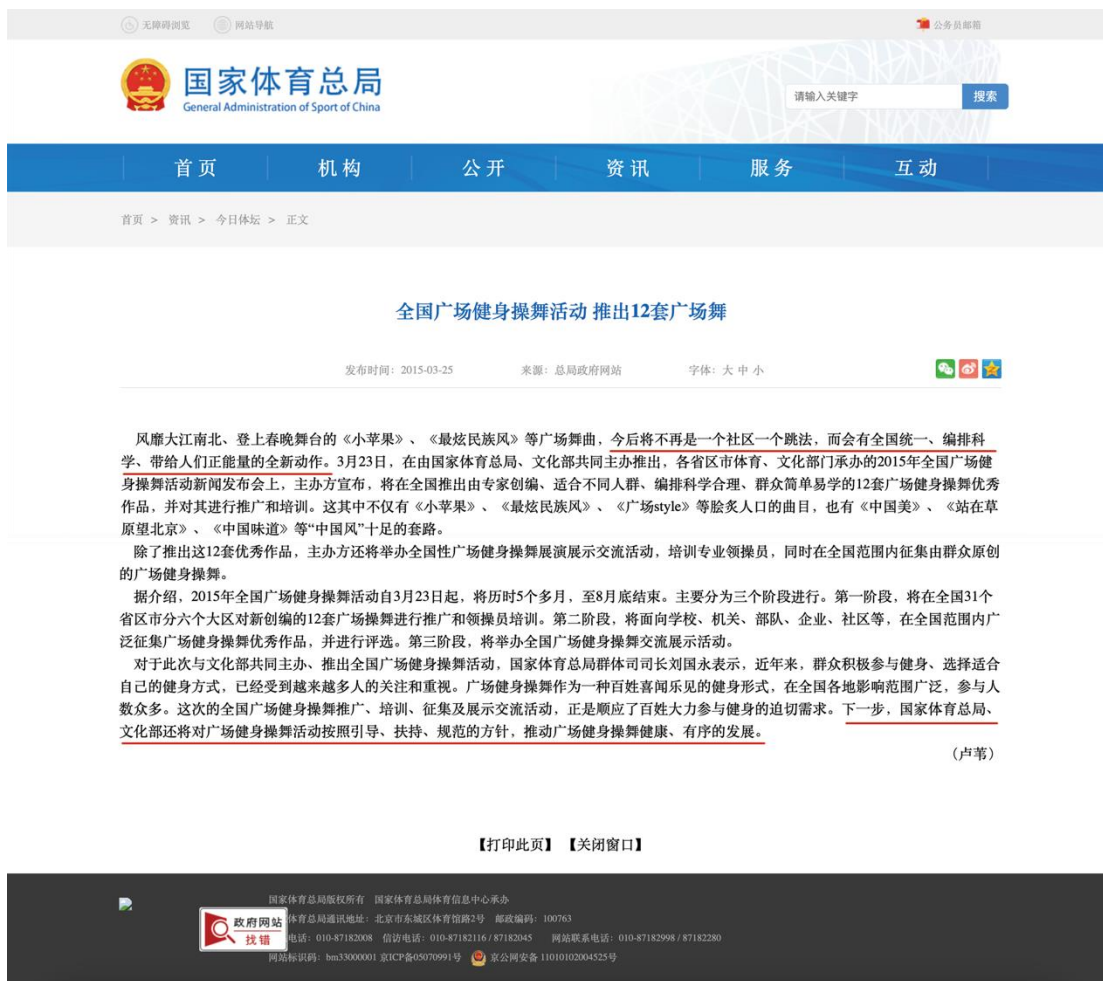 无障碍浏览 网站导航 公务员邮箱
国家体育总局
General Administration of Sport of China
请输入关键字 搜索
首页 机构 公开 资讯 服务 互动
首页 > 资讯 > 今日体坛 > 正文
全国广场健身操舞活动 推出12套广场舞
发布时间：2015-03-25 来源：总局政府网站 字体：大 中 小
风靡大江南北、登上春晚舞台的《小苹果》、《最炫民族风》等广场舞曲，今后将不再是一个社区一个跳法，而会有全国统一、编排科
学、带给人们正能量的全新动作。3月23日，在由国家体育总局、文化部共同主办推出，各省区市体育、文化部门承办的2015年全国广场健
身操舞活动新闻发布会上，主办方宣布，将在全国推出由专家创编、适合不同人群、编排科学合理、群众简单易学的12套广场健身操舞优秀
作品，并对其进行推广和培训。这其中不仅有《小苹果》、《最炫民族风》、《广场style》等脍炙人口的曲目，也有《中国美》、《站在草
原望北京》、《中国味道》等“中国风”十足的套路。
除了推出这12套优秀作品，主办方还将举办全国性广场健身操舞展演展示交流活动，培训专业领操员，同时在全国范围内征集由群众原创
的广场健身操舞。
据介绍，2015年全国广场健身操舞活动自3月23日起，将历时5个多月，至8月底结束。主要分为三个阶段进行。第一阶段，将在全国31个
省区市分六个大区对新创编的12套广场操舞进行推广和领操员培训。第二阶段，将面向学校、机关、部队、企业、社区等，在全国范围内广
泛征集广场健身操舞优秀作品，并进行评选。第三阶段，将举办全国广场健身操舞交流展示活动。
对于此次与文化部共同主办、推出全国广场健身操舞活动，国家体育总局群体司司长刘国永表示，近年来，群众积极参与健身、选择适合
自己的健身方式，已经受到越来越多人的关注和重视。广场健身操舞作为一种百姓喜闻乐见的健身形式，在全国各地影响范围广泛，参与人
数众多。这次的全国广场健身操舞推广、培训、征集及展示交流活动，正是顺应了百姓大力参与健身的迫切需求。下一步，国家体育总局、
文化部还将对广场健身操舞活动按照引导、扶持、规范的方针，推动广场健身操舞健康、有序的发展。
（卢苇）
【打印此页】 【关闭窗口】
国家体育总局版权所有 国家体育总局体育信息中心承办
政府网站
找错
体育总局通讯地址：北京市东城区体育馆路2号 邮政编码：100763
电话：010-87182008 信访电话：010-87182116 / 87182045 网站联系电话：010-87182998 / 87182280
网站标识码：bm33000001 京ICP备05070991号 京公网安备 11010102004525号